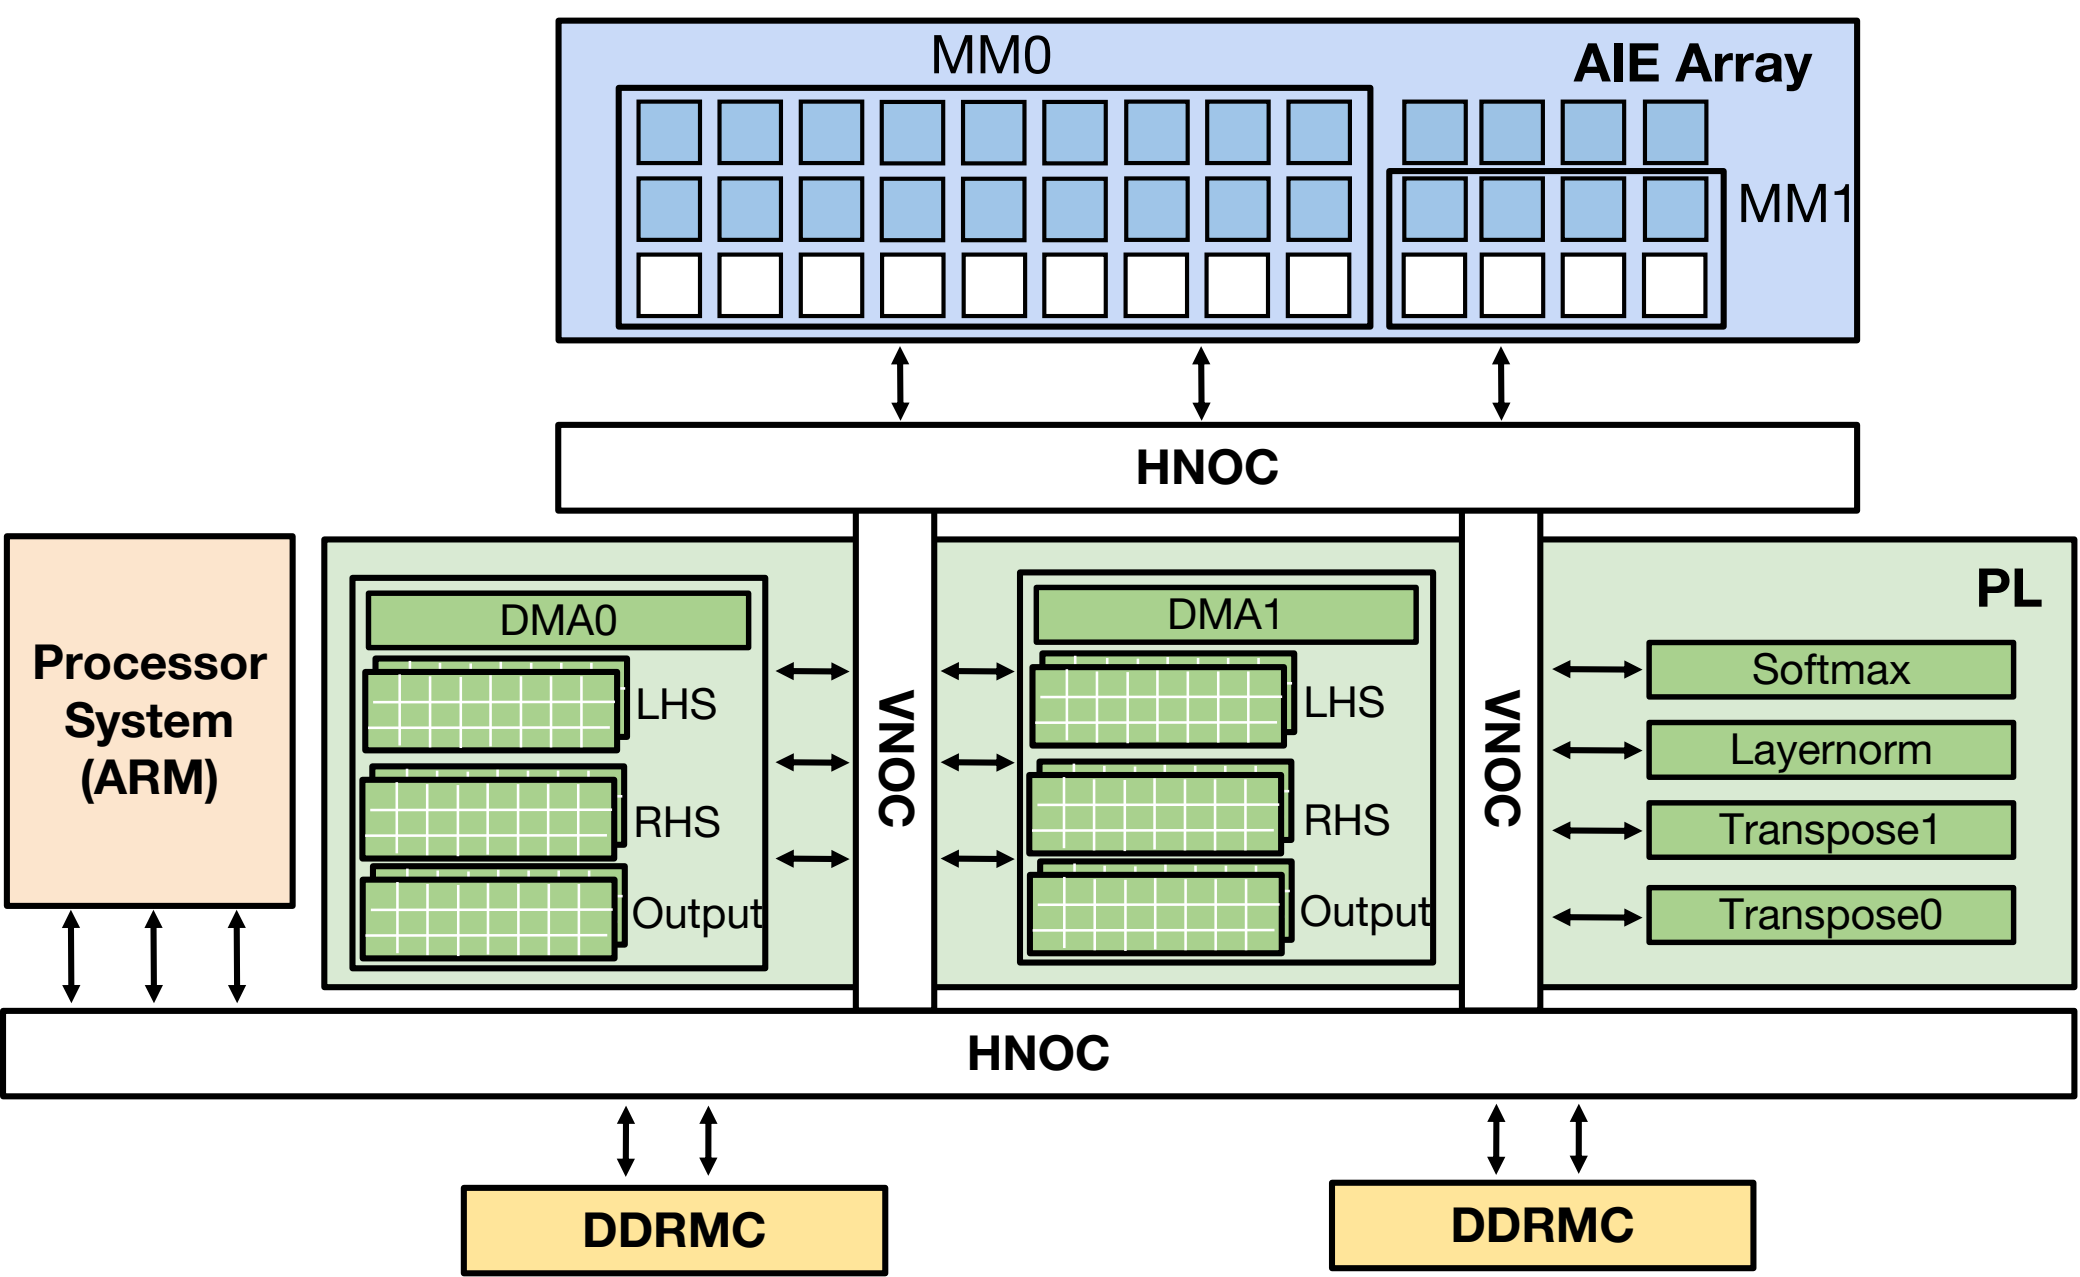 MM0
AIE Array
MM1
HNOC
Processor
System
(ARM)
DMA0
LHS
RHS
Output
VNOC
DMA1
LHS
RHS
Output
VNOC
PL
Softmax
Layernorm
Transpose1
Transpose0
HNOC
DDRMC
DDRMC